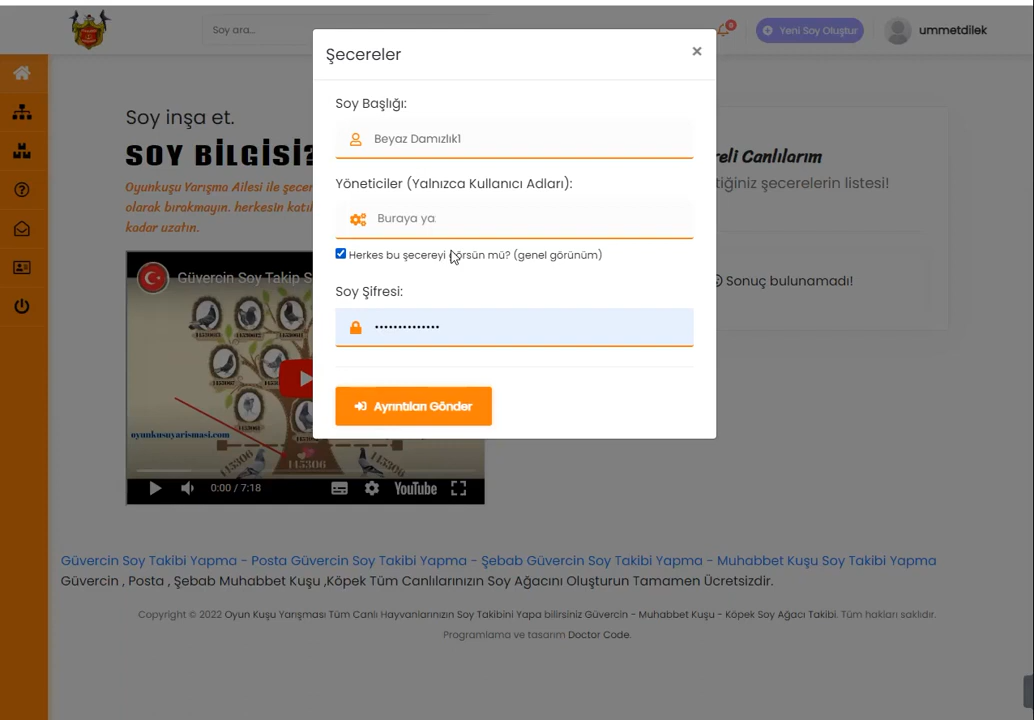 Soy ara...
0
Yeni Soy Oluştur
ummetdilek
Şecereler
×
Soy Başlığı:
Beyaz Damızlık1
Yöneticiler (Yalnızca Kullanıcı Adları):
Buraya ya
Herkes bu şecereyi görsün mü? (genel görünüm)
Soy Şifresi:
••••••••••••••
Ayrıntıları Gönder
Soy inşa et.
SOY BİLGİSİ?
Oyunkuşu Yarışma Ailesi ile şecer
olarak bırakmayın. herkesin katıl
kadar uzatın.
reli Canlılarım
tiğiniz şecerelerin listesi!
Sonuç bulunamadı!
Güvercin Soy Takip S
oyunkusuyarismasi.com
145306
145306
0:00 / 7:18
YouTube
Güvercin Soy Takibi Yapma - Posta Güvercin Soy Takibi Yapma - Şebab Güvercin Soy Takibi Yapma - Muhabbet Kuşu Soy Takibi Yapma
Güvercin , Posta , Şebab Muhabbet Kuşu ,Köpek Tüm Canlılarınızın Soy Ağacını Oluşturun Tamamen Ücretsizdir.
Copyright © 2022 Oyun Kuşu Yarışması Tüm Canlı Hayvanlarınızın Soy Takibini Yapa bilirsiniz Güvercin - Muhabbet Kuşu - Köpek Soy Ağacı Takibi. Tüm hakları saklıdır.
Programlama ve tasarım Doctor Code.